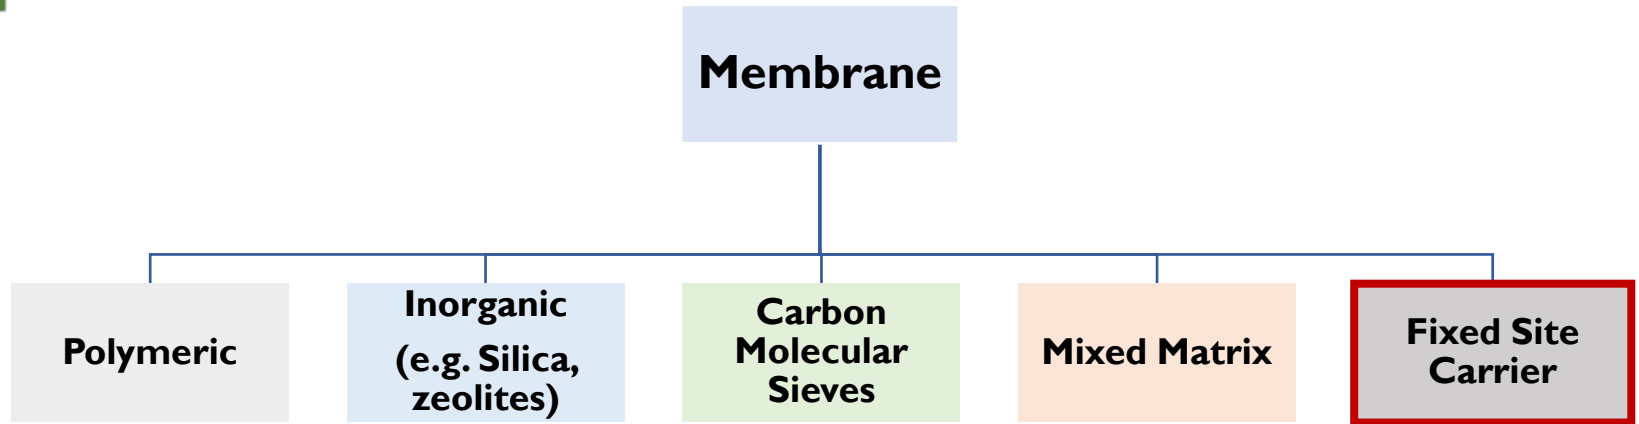 Membrane
Polymeric
Inorganic
(e.g. Silica,
zeolites)
Carbon
Molecular
Sieves
Mixed Matrix
Fixed Site
Carrier